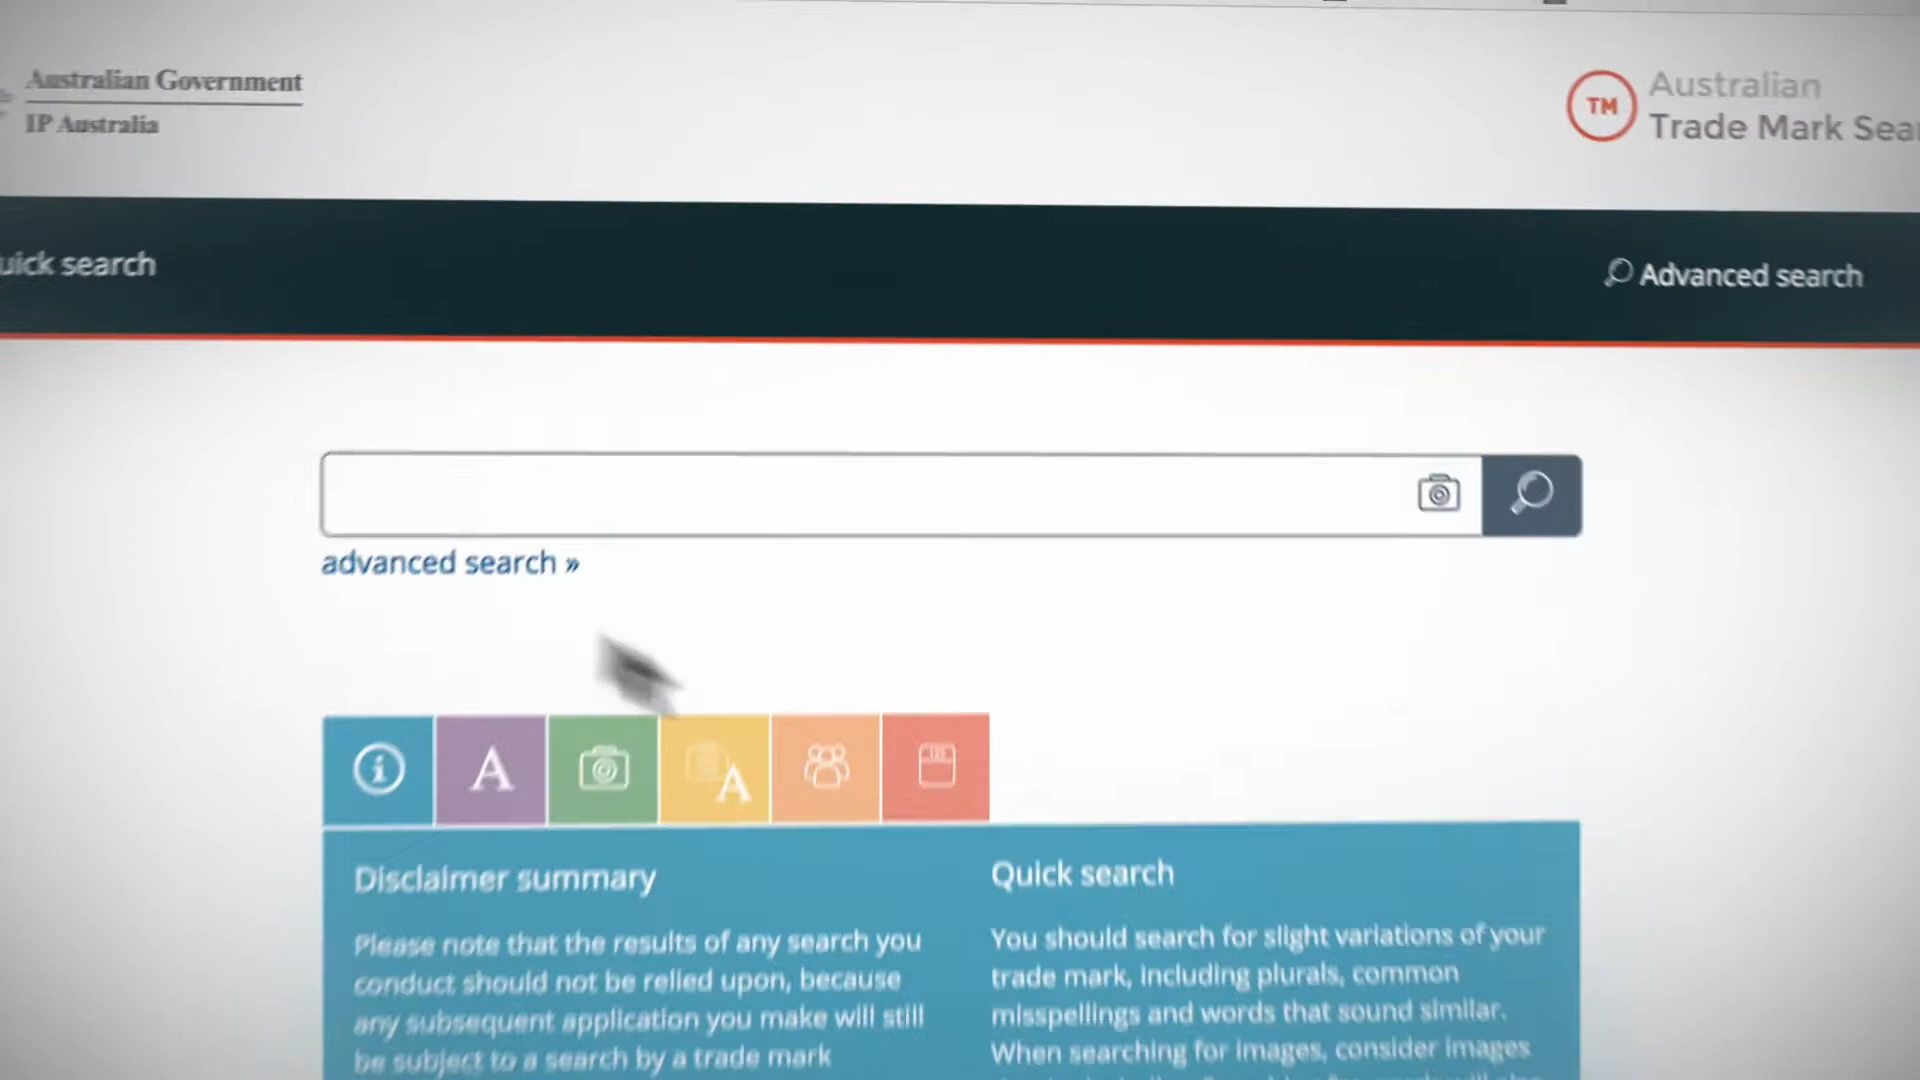 Australian Government
IP Australia
TM
Australian
Trade Mark Sear
uick search
Advanced search
advanced search »
i A A
Disclaimer summary
Please note that the results of any search you
conduct should not be relied upon, because
any subsequent application you make will still
be subject to a search by a trade mark
Quick search
You should search for slight variations of your
trade mark, including plurals, common
misspellings and words that sound similar.
When searching for images, consider images